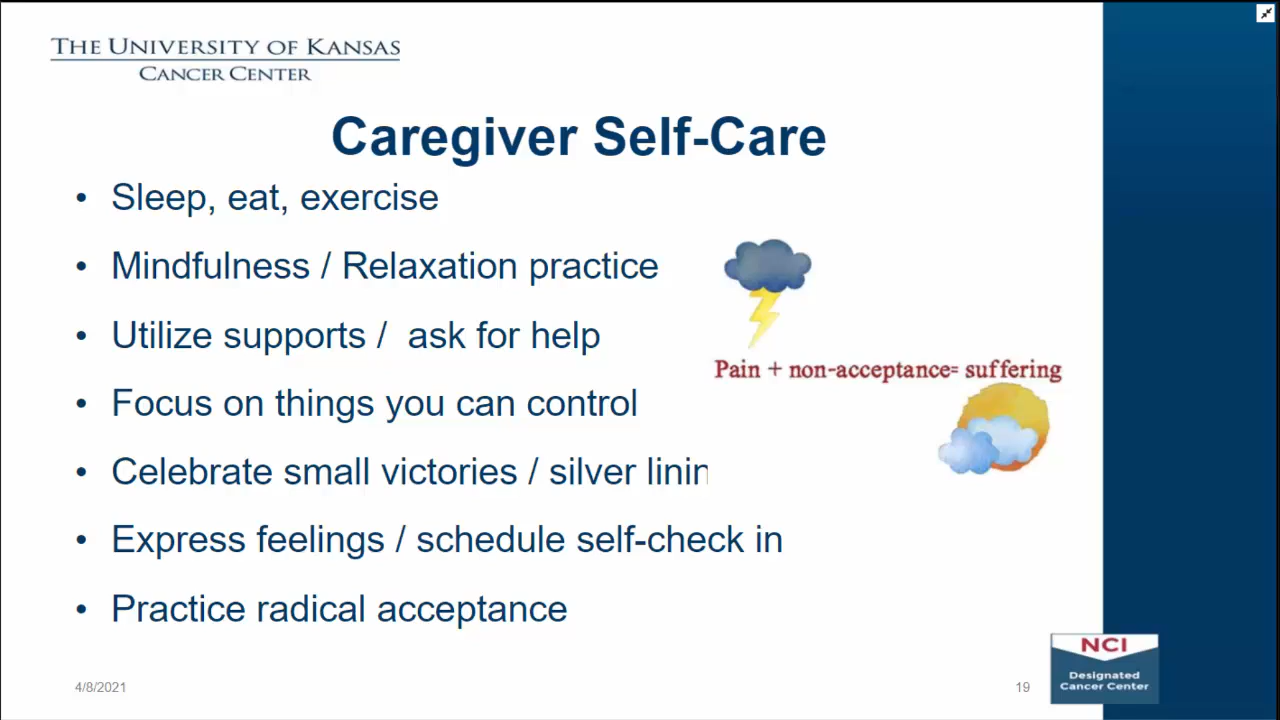 THE UNIVERSITY OF KANSAS
CANCER CENTER
Caregiver Self-Care
• Sleep, eat, exercise
• Mindfulness / Relaxation practice
• Utilize supports /  ask for help
• Focus on things you can control
• Celebrate small victories / silver linin
• Express feelings / schedule self-check in
• Practice radical acceptance
Pain + non-acceptance= suffering
4/8/2021
19
NCI
Designated
Cancer Center